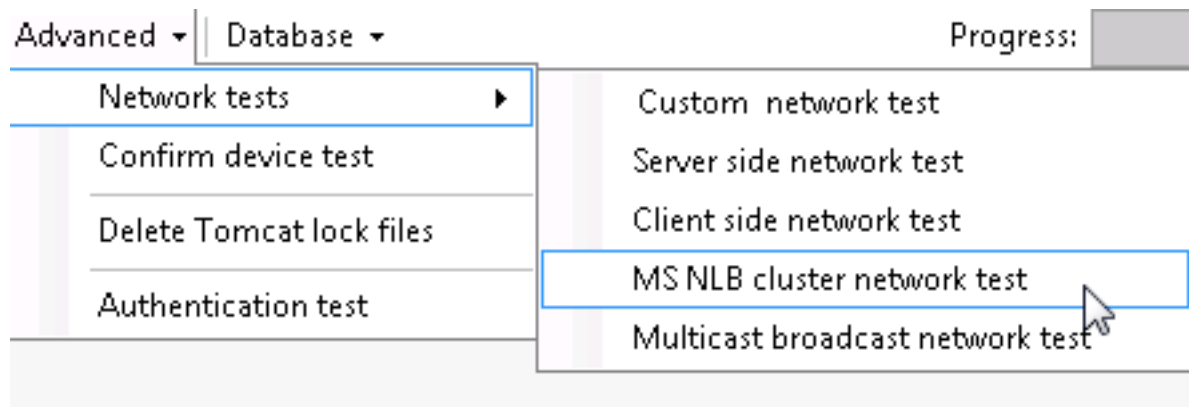 Advanced Database Progress:
Network tests
Confirm device test
Delete Tomcat lock files
Authentication test
Custom network test
Server side network test
Client side network test
MS NLB cluster network test
Multicast broadcast network test